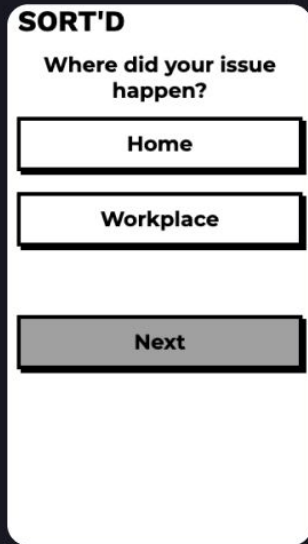 SORT'D
Where did your issue
happen?
Home
Workplace
Next